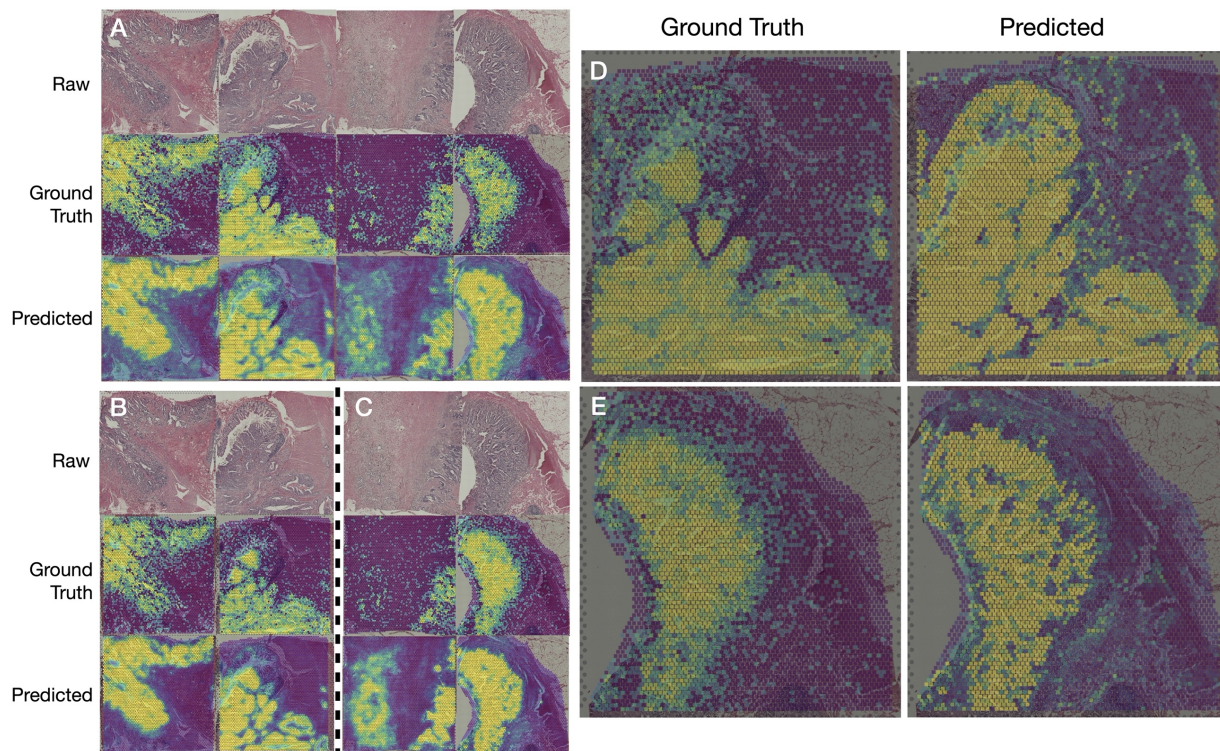 Ground Truth
Predicted
A
Raw
Ground
Truth
Predicted
D
B
C
Raw
Ground
Truth
Predicted
E